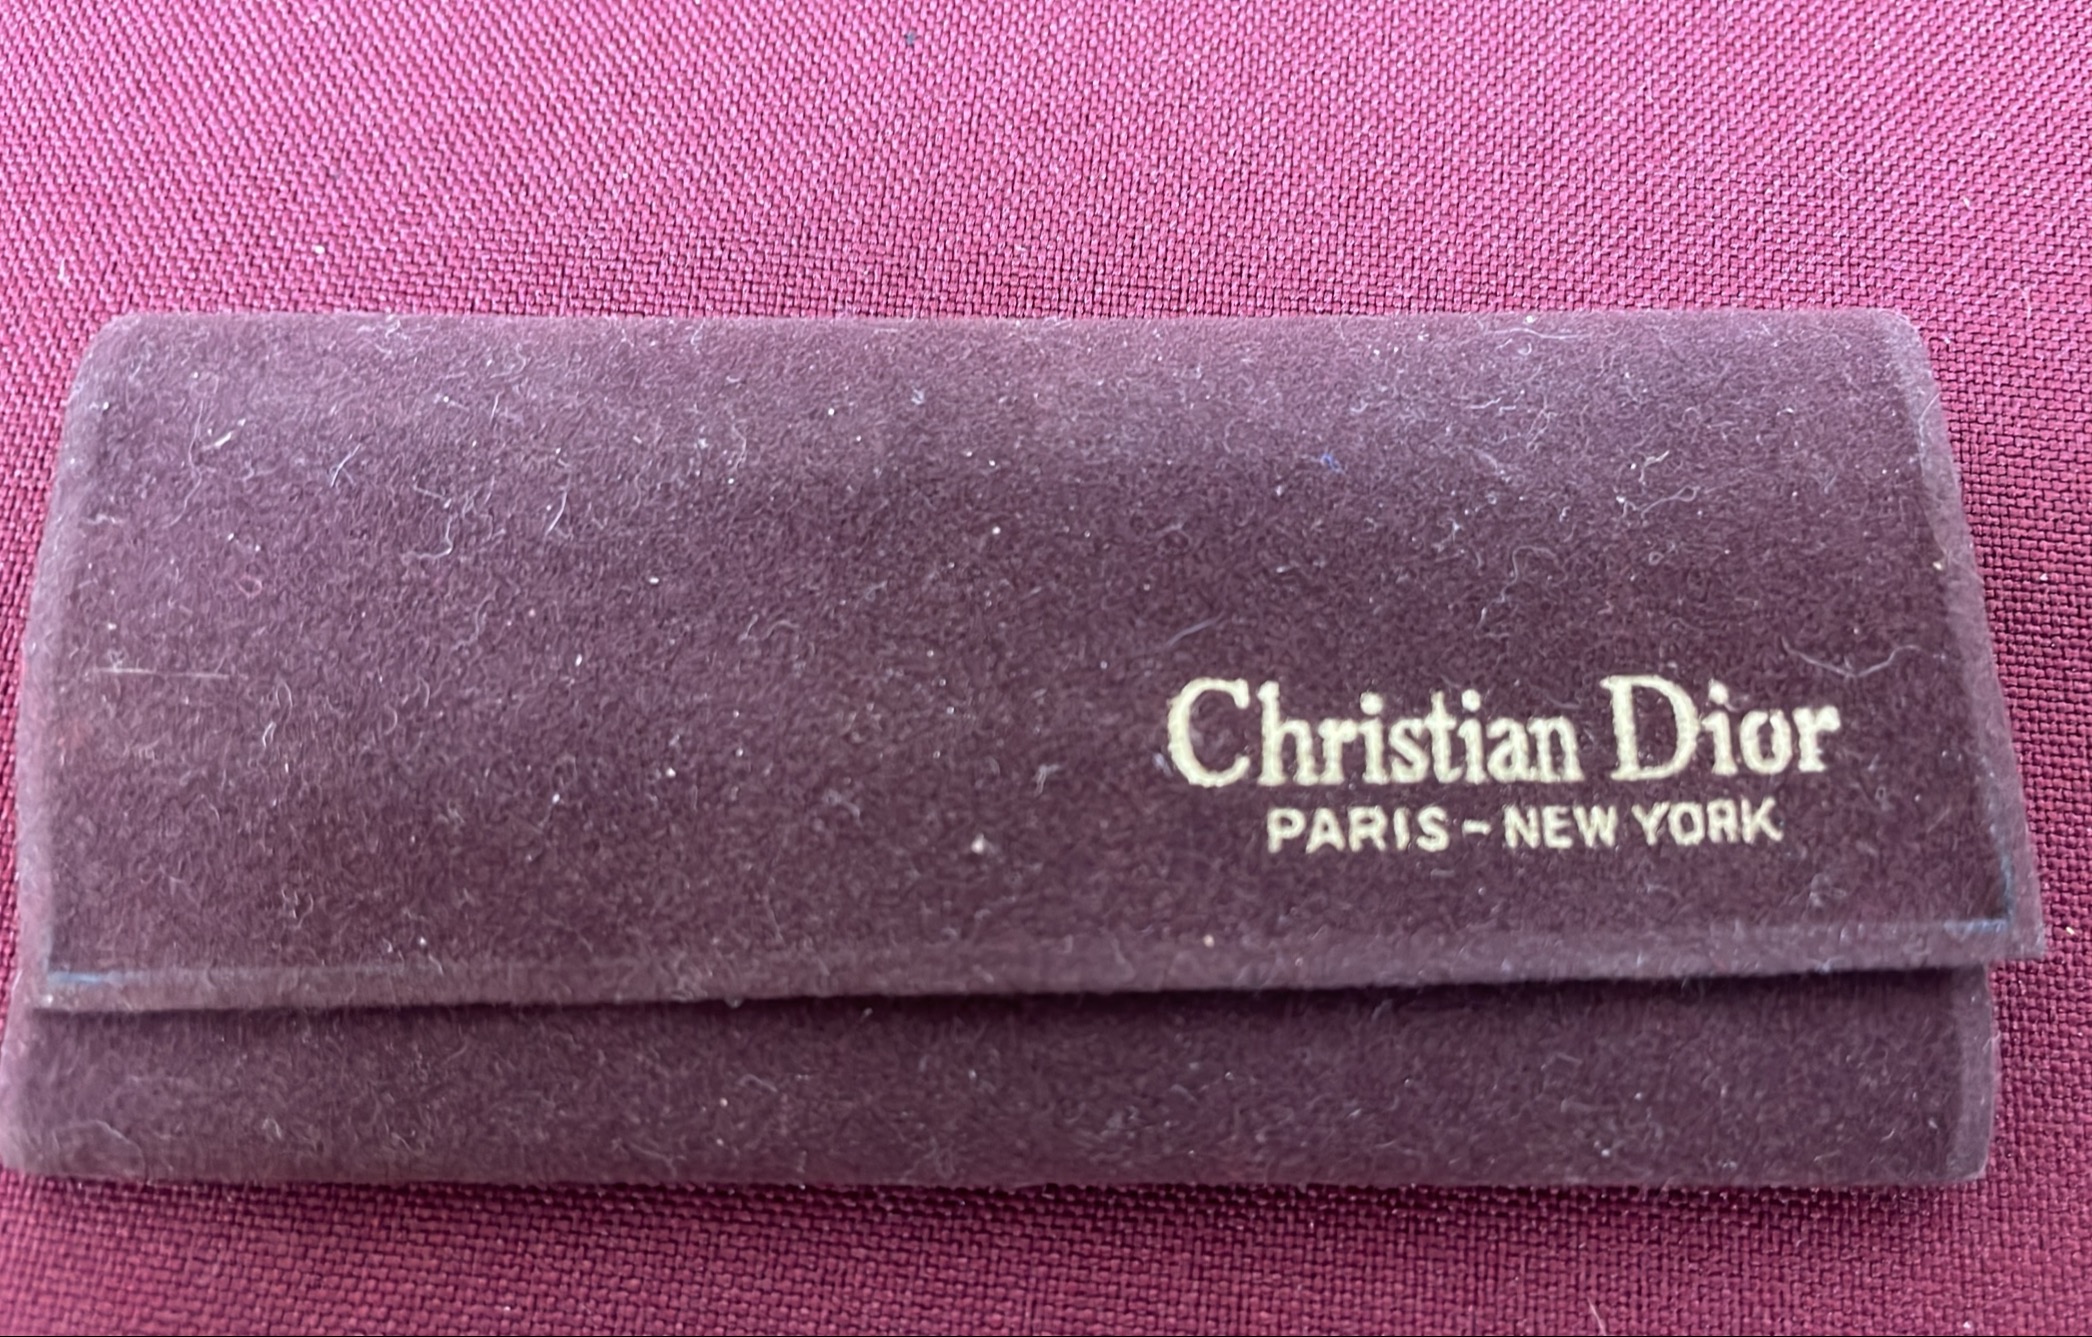 Christian Dior
PARIS - NEW YORK